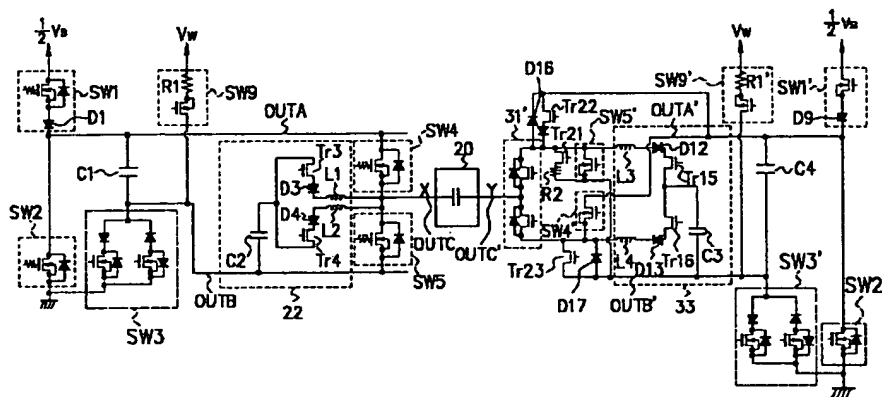 ½ VS
VW
VW
½ VS
SW1
R1
SW9
D1
OUTA
D16
Tr22
31'
Tr21
SW5'
SW9'
R1'
SW1'
OUTA'
D12
D9
C1
Tr3
SW4
20
D3
L1
X
Y
R2
L3
Tr15
C4
SW2
D4
L2
C2
Tr4
OUTC
OUTC'
SW4'
Tr23
L4
D13
Tr16
C3
SW3'
SW2
OUTB
SW5
SW3
22
D17
OUTB'
33